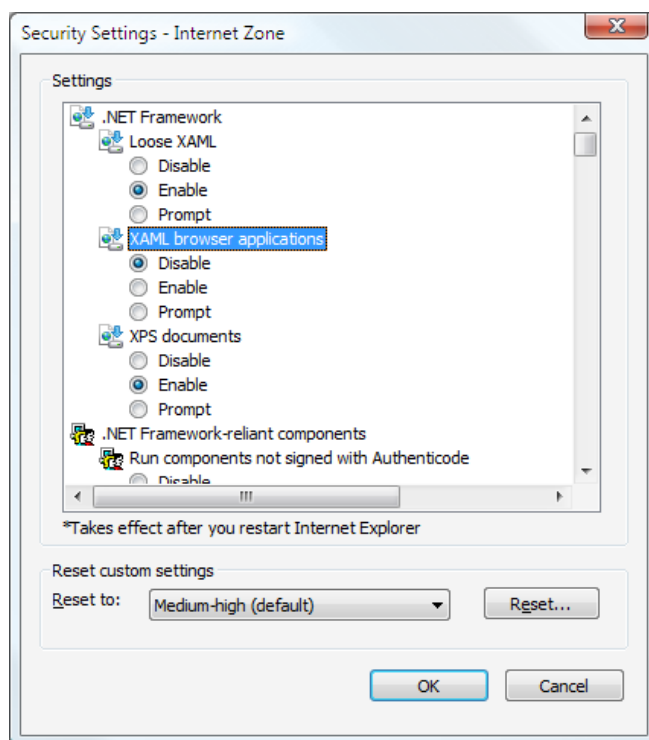 Security Settings - Internet Zone
Settings
.NET Framework
Loose XAML
Disable
Enable
Prompt
XAML browser applications
Disable
Enable
Prompt
XPS documents
Disable
Enable
Prompt
.NET Framework-reliant components
Run components not signed with Authenticode
Disable
*Takes effect after you restart Internet Explorer
Reset custom settings
Reset to: Medium-high (default) Reset...
OK Cancel